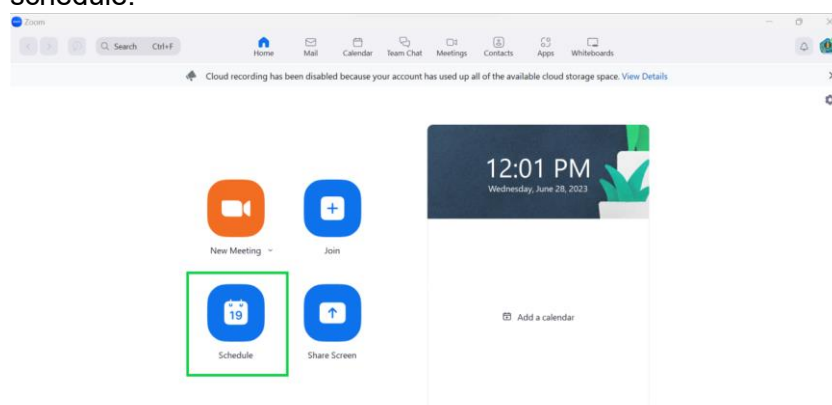 schedule.
Zoom
Search Ctrl+F
Home Mail Calendar Team Chat Meetings Contacts Apps Whiteboards
Cloud recording has been disabled because your account has used up all of the available cloud storage space. View Details
12:01 PM
Wednesday, June 28, 2023
New Meeting Join
19
Add a calendar
Schedule Share Screen